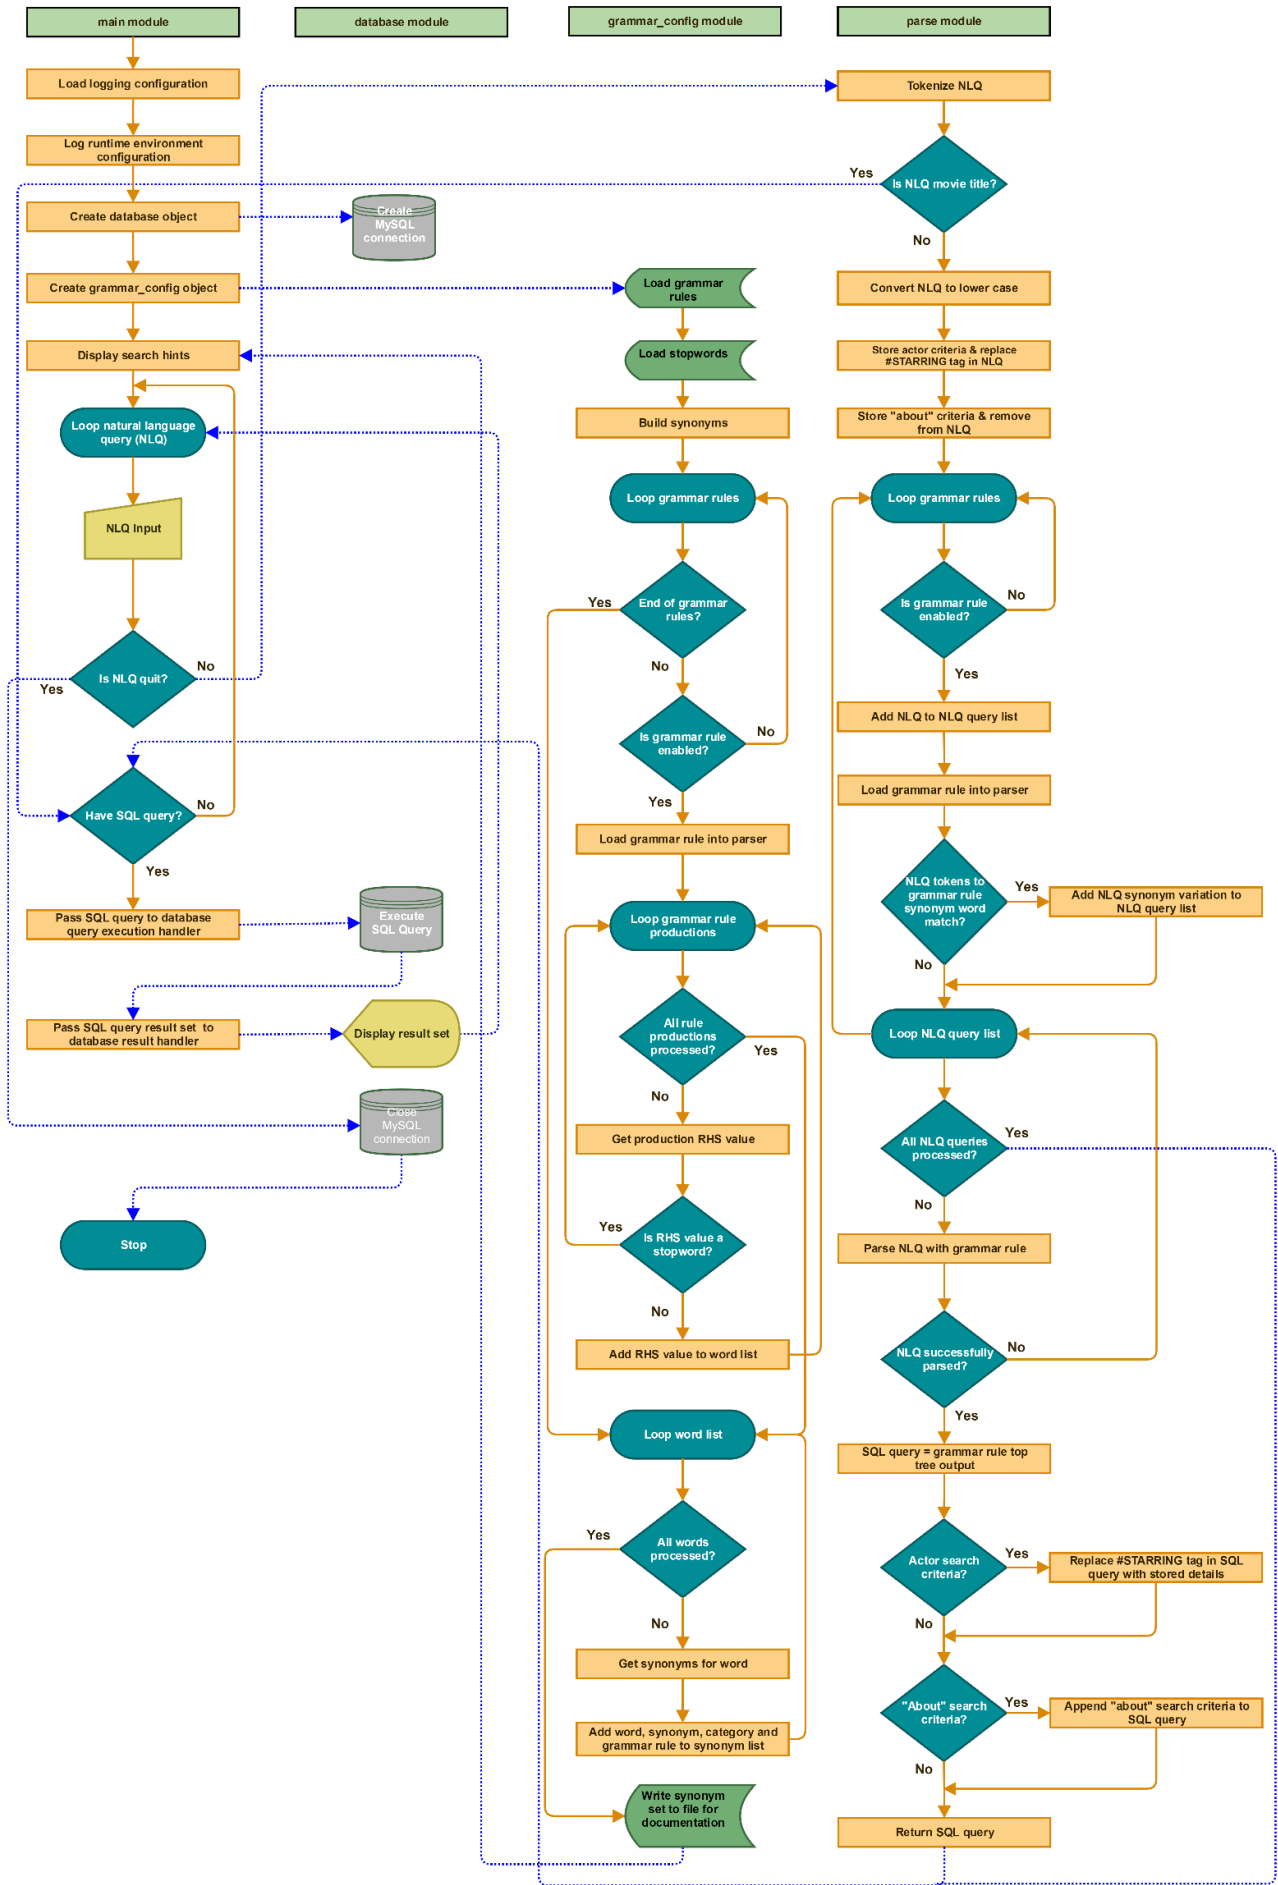 main module
Load logging configuration
Log runtime environment
configuration
Create database object
Create grammar_config object
Display search hints
Loop natural language
query (NLQ)
NLQ Input
Is NLQ quit?
No
Yes
Have SQL query?
No
Yes
Pass SQL query to database
query execution handler
Pass SQL query result set to
database result handler
Stop
database module
Create
MySQL
connection
Execute
SQL Query
Display result set
Close
MySQL
connection
grammar_config module
Load grammar
rules
Load stopwords
Build synonyms
Loop grammar rules
End of grammar
rules?
Yes
No
Is grammar rule
enabled?
No
Yes
Load grammar rule into parser
Loop grammar rule
productions
All rule
productions
processed?
Yes
No
Get production RHS value
Is RHS value a
stopword?
Yes
No
Add RHS value to word list
Loop word list
All words
processed?
Yes
No
Get synonyms for word
Add word, synonym, category and
grammar rule to synonym list
Write synonym
set to file for
documentation
parse module
Tokenize NLQ
Is NLQ movie title?
Yes
No
Convert NLQ to lower case
Store actor criteria & replace
#STARRING tag in NLQ
Store "about" criteria & remove
from NLQ
Loop grammar rules
Is grammar rule
enabled?
No
Yes
Add NLQ to NLQ query list
Load grammar rule into parser
NLQ tokens to
grammar rule
synonym word
match?
Yes
Add NLQ synonym variation to
NLQ query list
No
Loop NLQ query list
All NLQ queries
processed?
Yes
No
Parse NLQ with grammar rule
NLQ successfully
parsed?
No
Yes
SQL query = grammar rule top
tree output
Actor search
criteria?
Yes
Replace #STARRING tag in SQL
query with stored details
No
"About" search
criteria?
Yes
Append "about" search criteria to
SQL query
No
Return SQL query